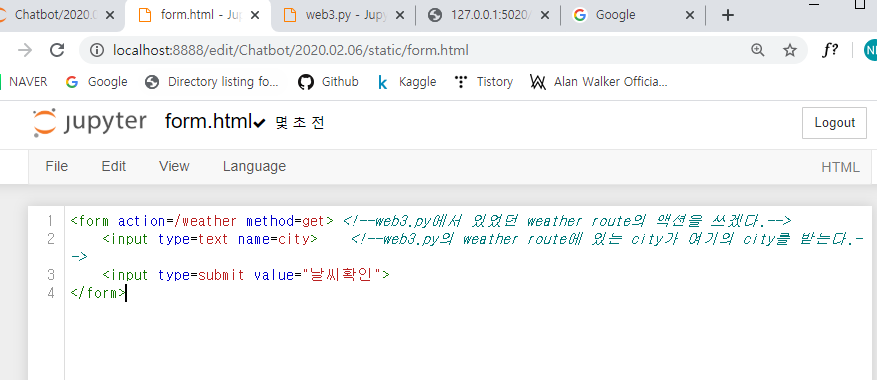 Chatbot/2020.0
form.html - Jup
web3.py - Jupy
127.0.0.1:5020/
Google
localhost:8888/edit/Chatbot/2020.02.06/static/form.html
f?
NAVER
Google
Directory listing fo...
Github
Kaggle
Tistory
Alan Walker Officia...
jupyter
form.html
몇 초 전
Logout
File
Edit
View
Language
HTML
1 <form action=/weather method=get> <!--web3.py에서 있었던 weather route의 액션을 쓰겠다.-->
2 <input type=text name=city> <!--web3.py의 weather route에 있는 city가 여기의 city를 받는다.-
->
3 <input type=submit value="날씨확인">
4 </form>